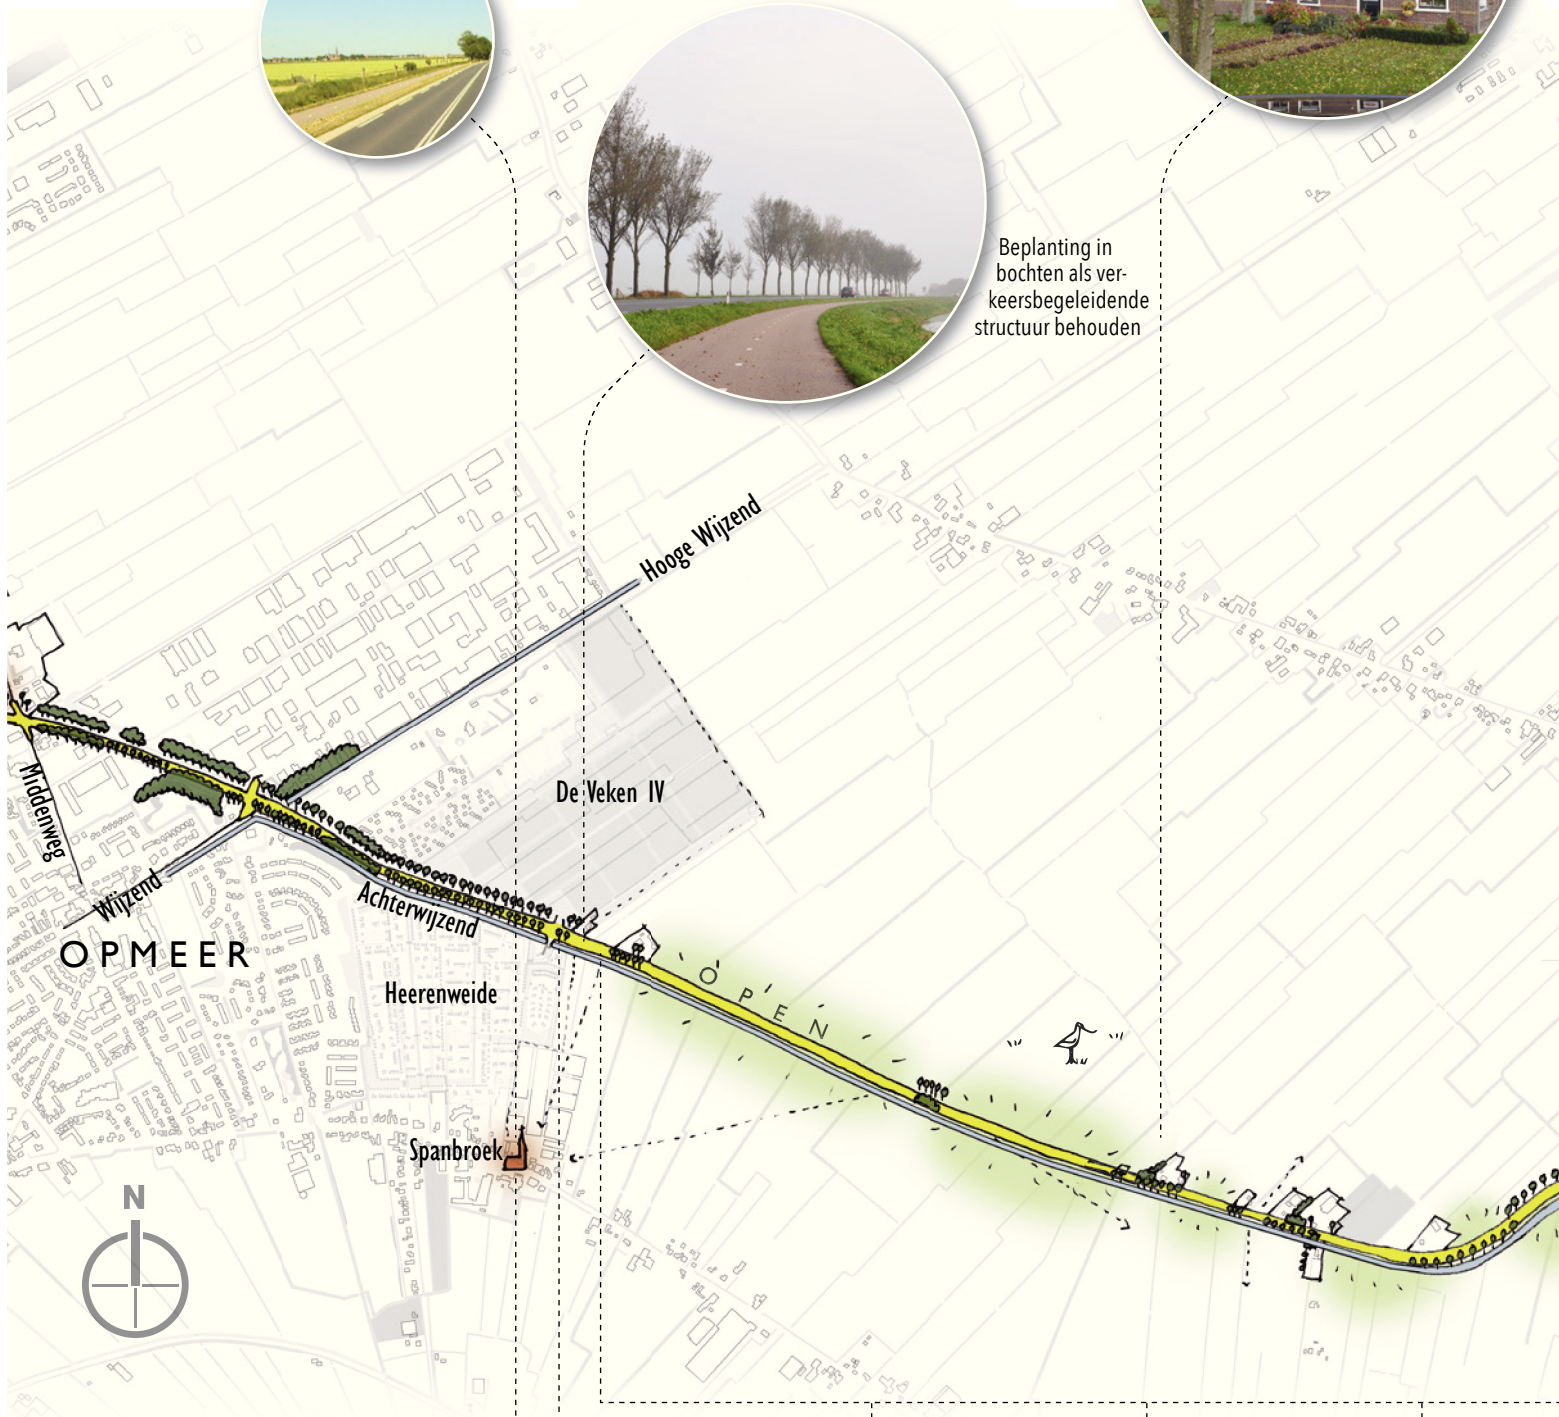 Beplanting in
bochten als ver-
keersbegeleidende
structuur behouden
Hooge Wijzend
De Veken IV
Middenweg
Wijzend
Achterwijzend
OPMEER
Heerenweide
OPEN
Spanbroek
N